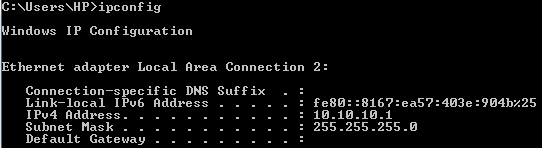 C:\Users\HP>ipconfig
Windows IP Configuration
Ethernet adapter Local Area Connection 2:
Connection-specific DNS Suffix . :
Link-local IPv6 Address . . . . . : fe80::8167:ea57:403e:904b%25
IPv4 Address. . . . . . . . . . . : 10.10.10.1
Subnet Mask . . . . . . . . . . . : 255.255.255.0
Default Gateway . . . . . . . . . :